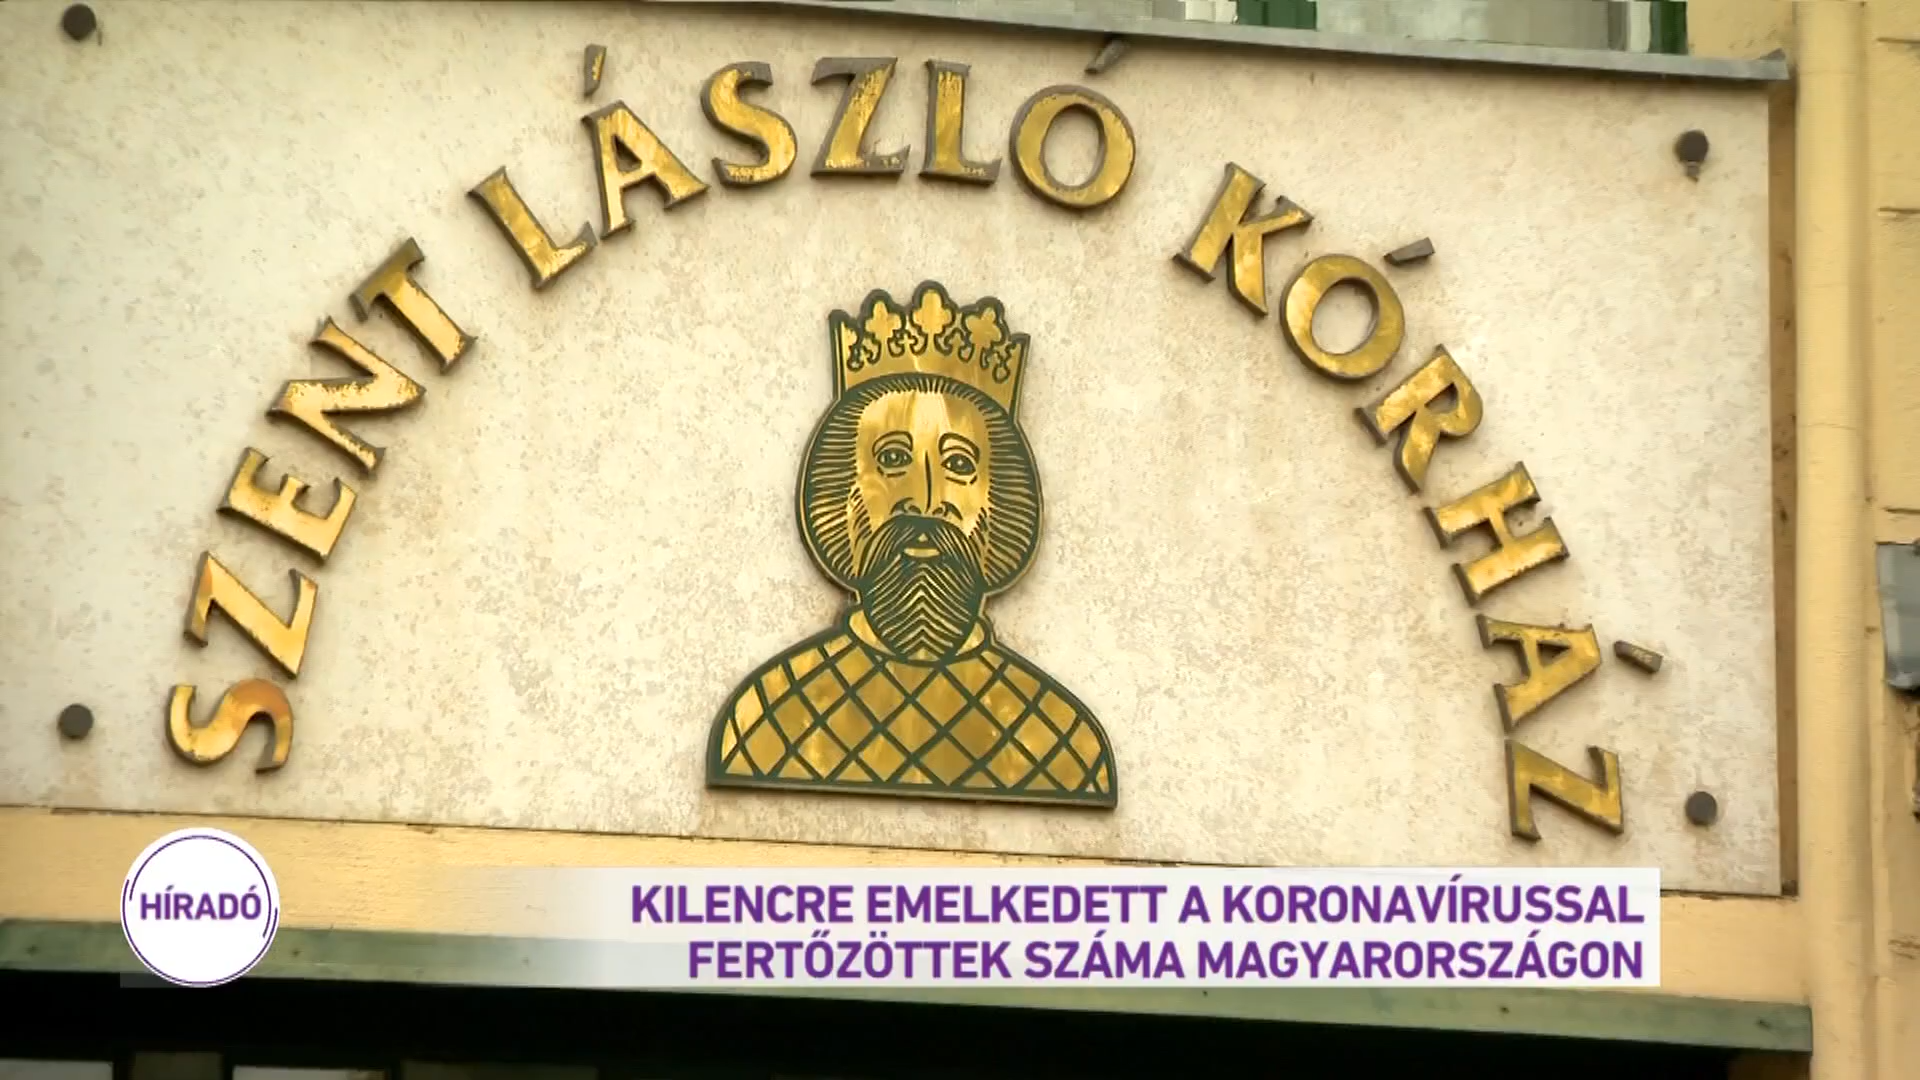 SZENT LÁSZLÓ KÓRHÁZ
HÍRADÓ
KILENCRE EMELKEDETT A KORONAVÍRUSSAL
FERTŐZÖTTEK SZÁMA MAGYARORSZÁGON